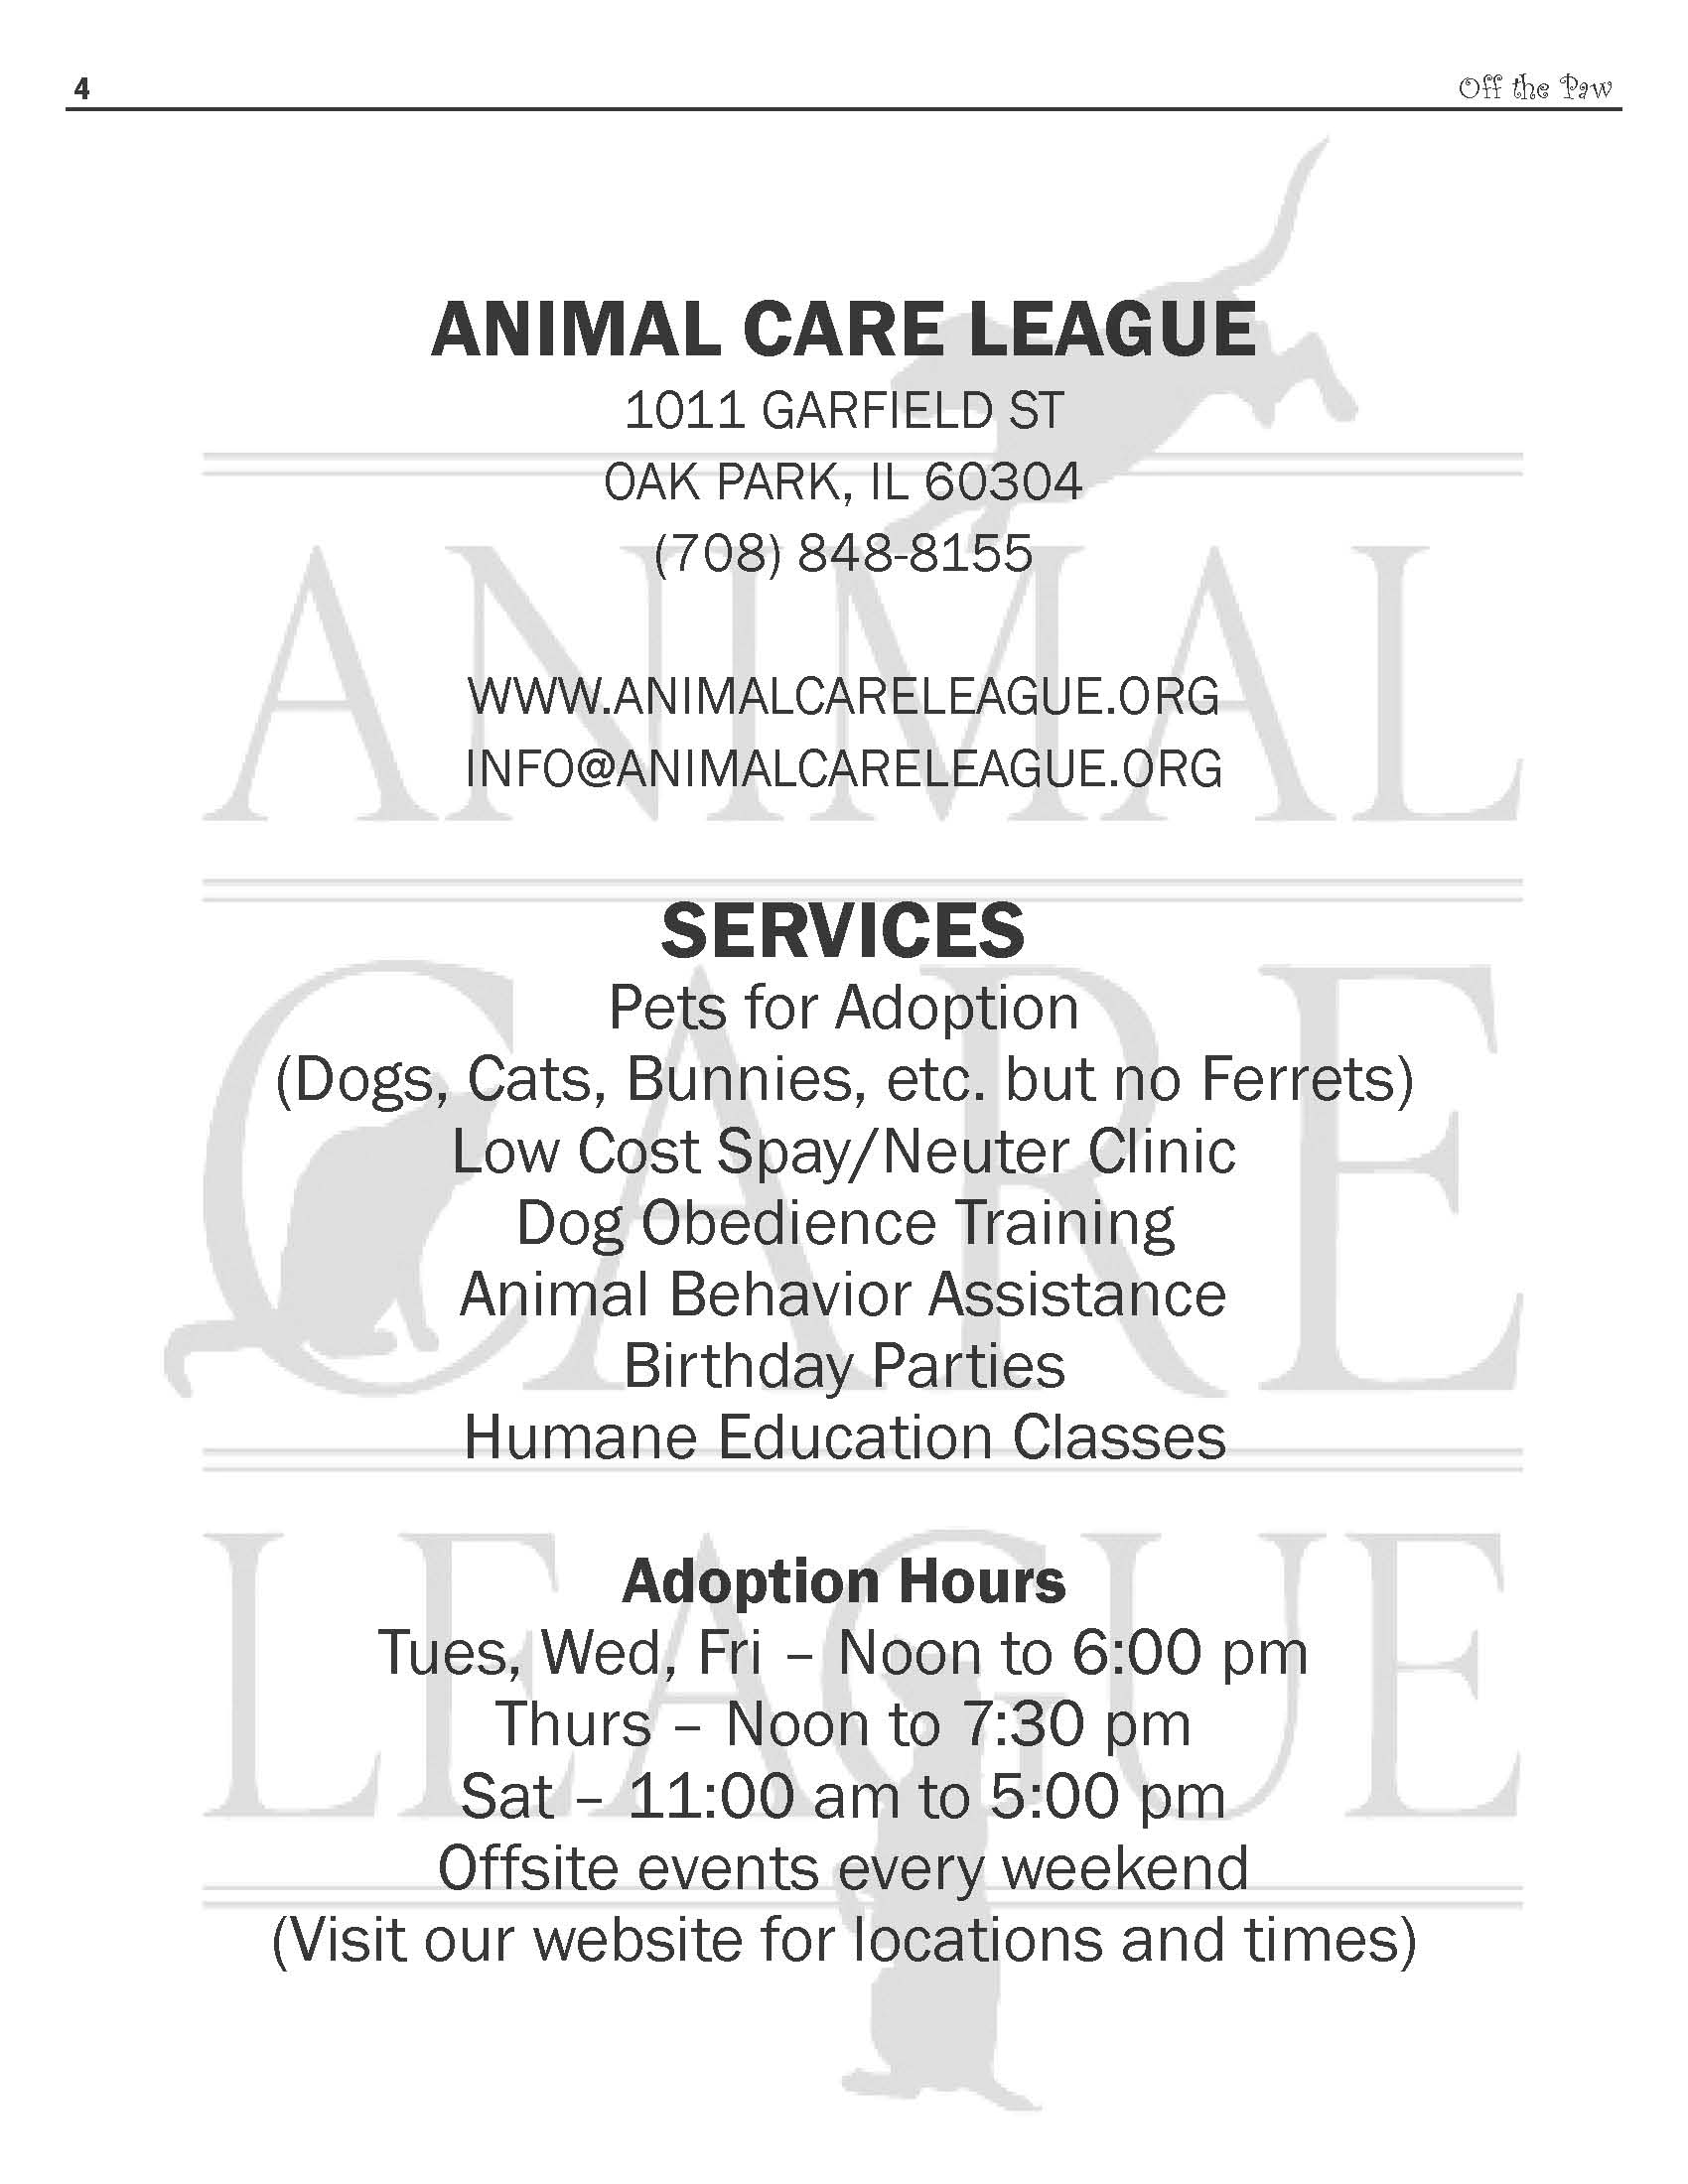 4
Off the Paw
ANIMAL CARE LEAGUE
1011 GARFIELD ST
OAK PARK, IL 60304
(708) 848-8155
WWW.ANIMALCARELEAGUE.ORG
INFO@ANIMALCARELEAGUE.ORG
ANIMAL
SERVICES
Pets for Adoption
(Dogs, Cats, Bunnies, etc. but no Ferrets)
Low Cost Spay/Neuter Clinic
Dog Obedience Training
Animal Behavior Assistance
Birthday Parties
Humane Education Classes
CARE
Adoption Hours
Tues, Wed, Fri – Noon to 6:00 pm
Thurs – Noon to 7:30 pm
Sat – 11:00 am to 5:00 pm
Offsite events every weekend
(Visit our website for locations and times)
LEAGUE